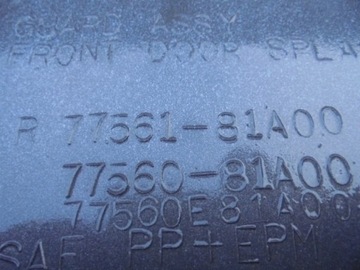 GUARD ASSY
FRONT DOOR SPLA
R 77561-81A00
77560-81A00
77560E81A00
SAE PP+EPM